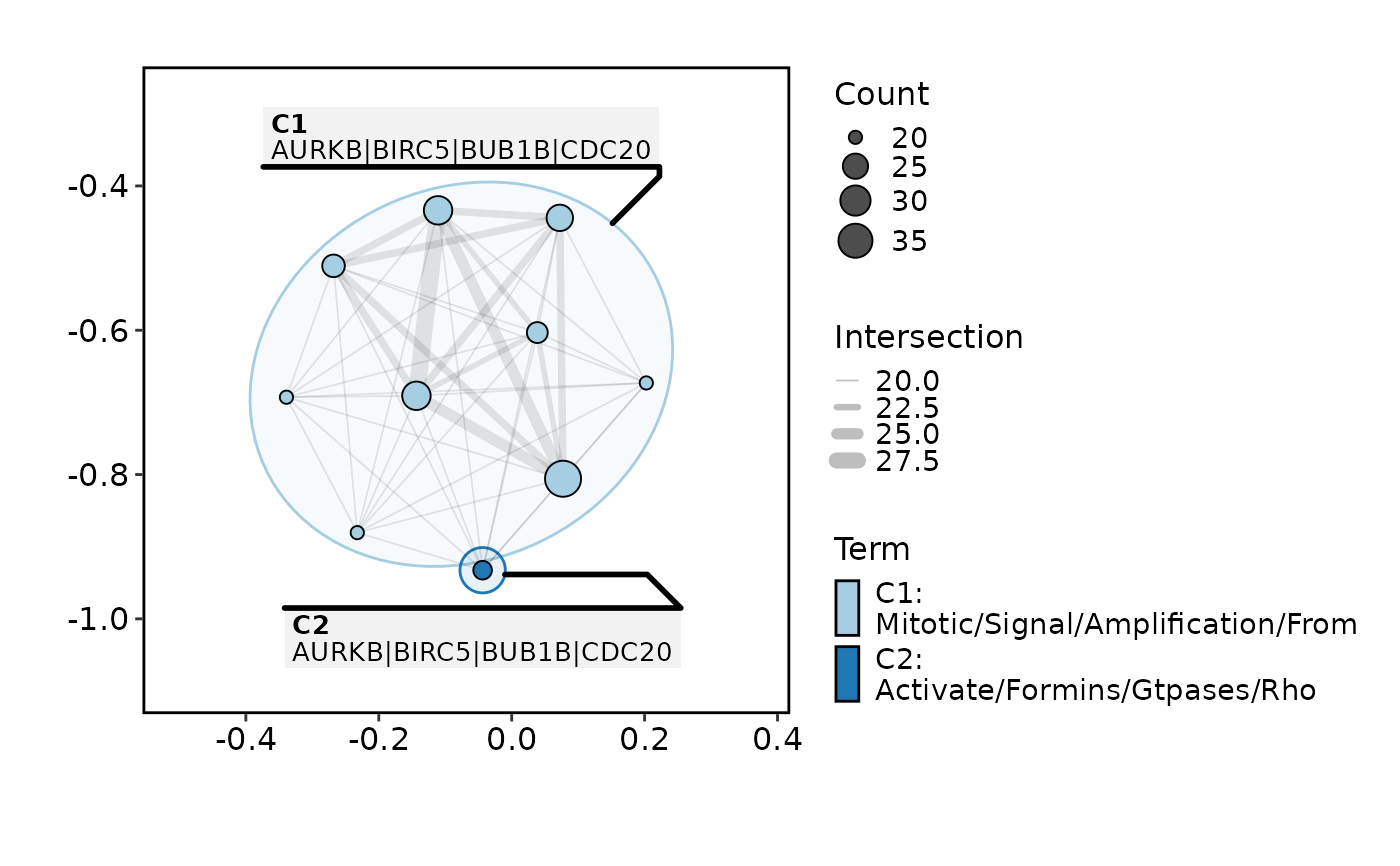 C1
AURKB|BIRC5|BUB1B|CDC20
-0.4
-0.6
-0.8
-1.0
C2
AURKB|BIRC5|BUB1B|CDC20
-0.4
-0.2
0.0
0.2
0.4
Count
20
25
30
35
Intersection
20.0
22.5
25.0
27.5
Term
C1:
Mitotic/Signal/Amplification/From
C2:
Activate/Formins/Gtpases/Rho